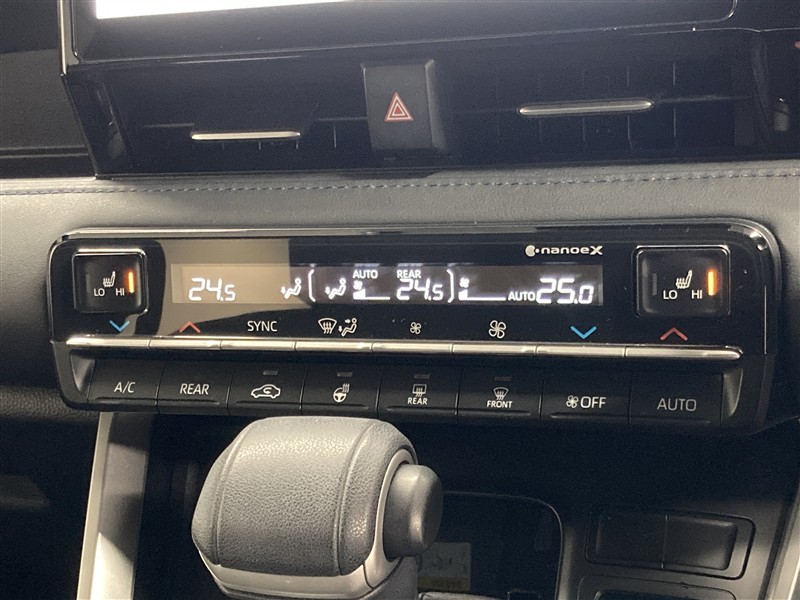 nanoeX
AUTO REAR
24.5 24.5 AUTO 25.0
LO HI LO HI
SYNC
A/C REAR REAR FRONT OFF AUTO